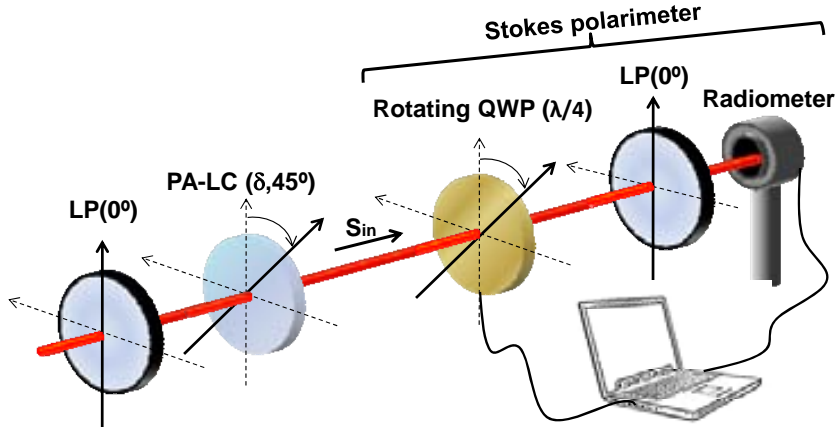 Stokes polarimeter
LP(0º)
Radiometer
Rotating QWP (λ/4)
PA-LC (δ,45º)
LP(0º)
Sin